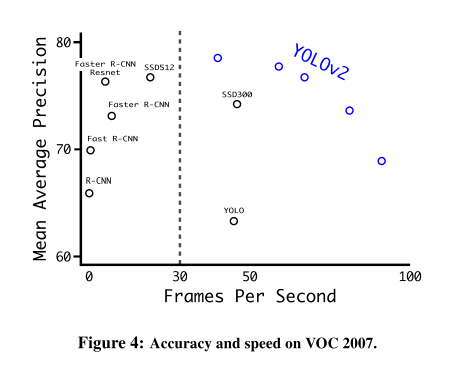 80
Faster R-CNN
Resnet
SSD512
YOLOv2
SSD300
Faster R-CNN
70
Fast R-CNN
R-CNN
YOLO
60
Mean Average Precision
0 30 50 100
Frames Per Second
Figure 4: Accuracy and speed on VOC 2007.